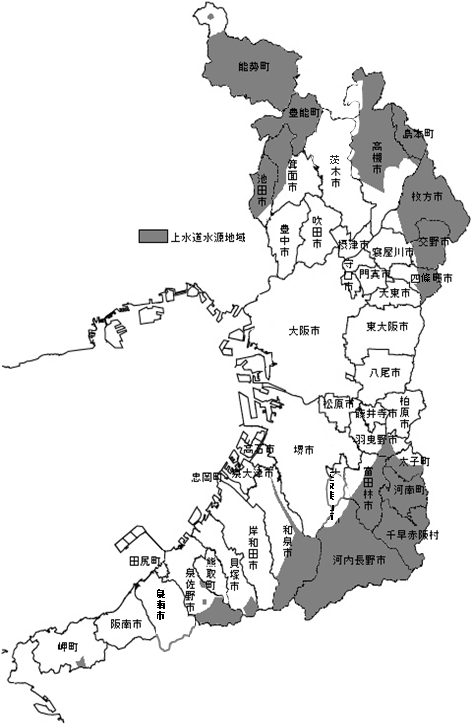 能勢町
豊能町
島本町
高槻市
茨木市
箕面市
池田市
枚方市
吹田市
豊中市
交野市
上水道水源地域
摂津市
寝屋川市
守口市
門真市
四條畷市
大東市
大阪市
東大阪市
八尾市
柏原市
松原市
藤井寺市
羽曳野市
堺市
高石市
太子町
忠岡町
泉大津市
富田林市
河南町
岸和田市
和泉市
千早赤阪村
田尻町
熊取町
貝塚市
河内長野市
泉佐野市
泉南市
阪南市
岬町